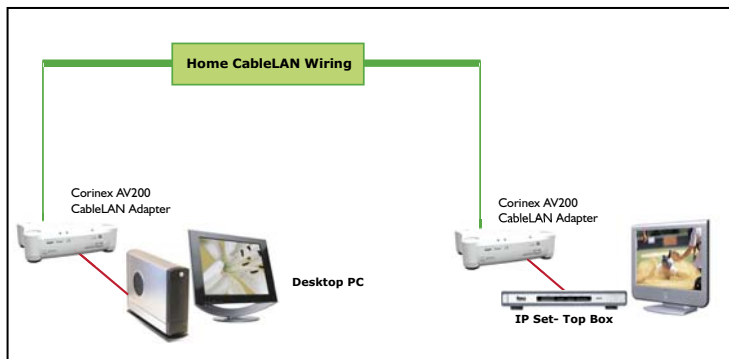 Home CableLAN Wiring
Corinex AV200
CableLAN Adapter
Corinex AV200
CableLAN Adapter
Desktop PC
IP Set- Top Box